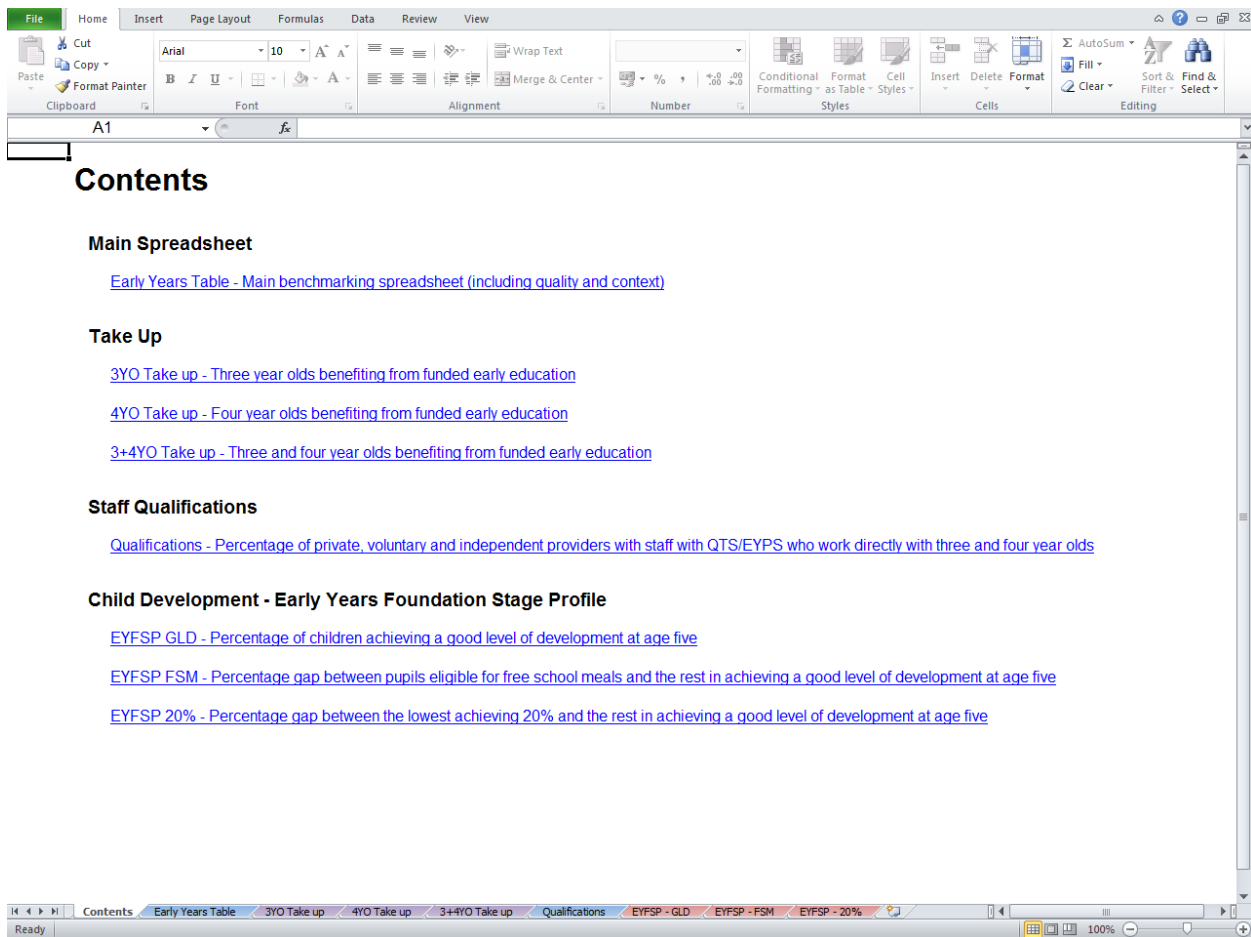 File Home Insert Page Layout Formulas Data Review View
Cut
Copy
Format Painter
Paste
Clipboard
Arial 10 A A
B I U A
Font
Wrap Text
Merge & Center
Alignment
% , .0 .00 .00 .0
Number
Conditional Formatting
Format as Table
Cell Styles
Styles
Insert Delete Format
Cells
Σ AutoSum
Fill
Clear
Sort & Filter
Find & Select
Editing
A1 fx
Contents
Main Spreadsheet
Early Years Table - Main benchmarking spreadsheet (including quality and context)
Take Up
3YO Take up - Three year olds benefiting from funded early education
4YO Take up - Four year olds benefiting from funded early education
3+4YO Take up - Three and four year olds benefiting from funded early education
Staff Qualifications
Qualifications - Percentage of private, voluntary and independent providers with staff with QTS/EYPS who work directly with three and four year olds
Child Development - Early Years Foundation Stage Profile
EYFSP GLD - Percentage of children achieving a good level of development at age five
EYFSP FSM - Percentage gap between pupils eligible for free school meals and the rest in achieving a good level of development at age five
EYFSP 20% - Percentage gap between the lowest achieving 20% and the rest in achieving a good level of development at age five
Contents Early Years Table 3YO Take up 4YO Take up 3+4YO Take up Qualifications EYFSP - GLD EYFSP - FSM EYFSP - 20%
Ready 100%